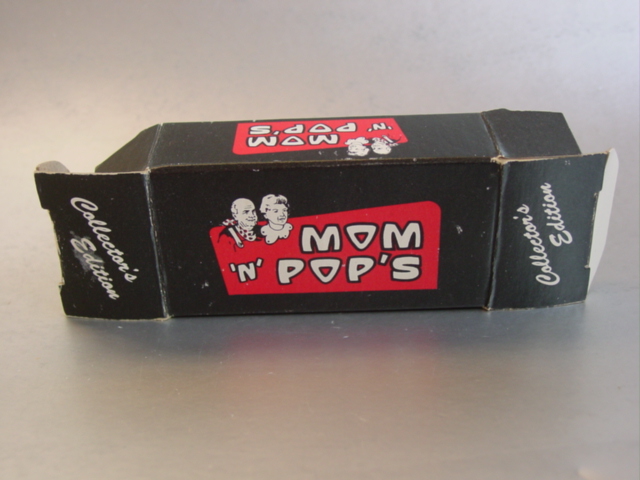 MOM
'N' POP'S
MOM
'N' POP'S
Collector's
Edition
Collector's
Edition